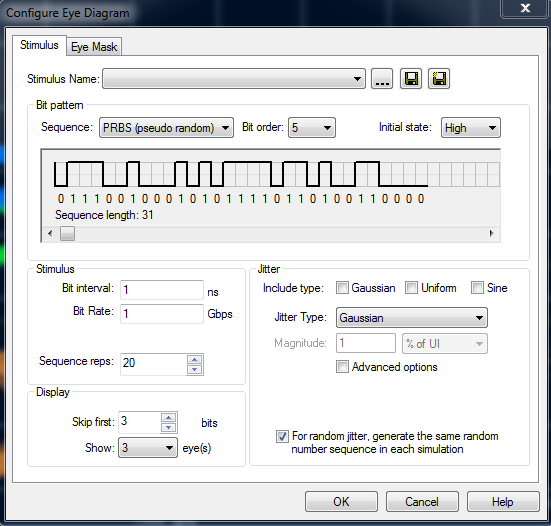 Configure Eye Diagram
x
Stimulus Eye Mask
Stimulus Name: ...
Bit pattern
Sequence: PRBS (pseudo random) Bit order: 5 Initial state: High
0 1 1 1 0 0 0 1 0 1 0 1 1 1 1 0 1 1 0 1 0 0 1 1 0 0 0 0
Sequence length: 31
Stimulus
Bit interval: 1 ns
Bit Rate: 1 Gbps
Sequence reps: 20
Display
Skip first: 3 bits
Show: 3 eye(s)
Jitter
Include type: Gaussian Uniform Sine
Jitter Type: Gaussian
Magnitude: 1 % of UI
Advanced options
For random jitter, generate the same random
number sequence in each simulation
OK Cancel Help